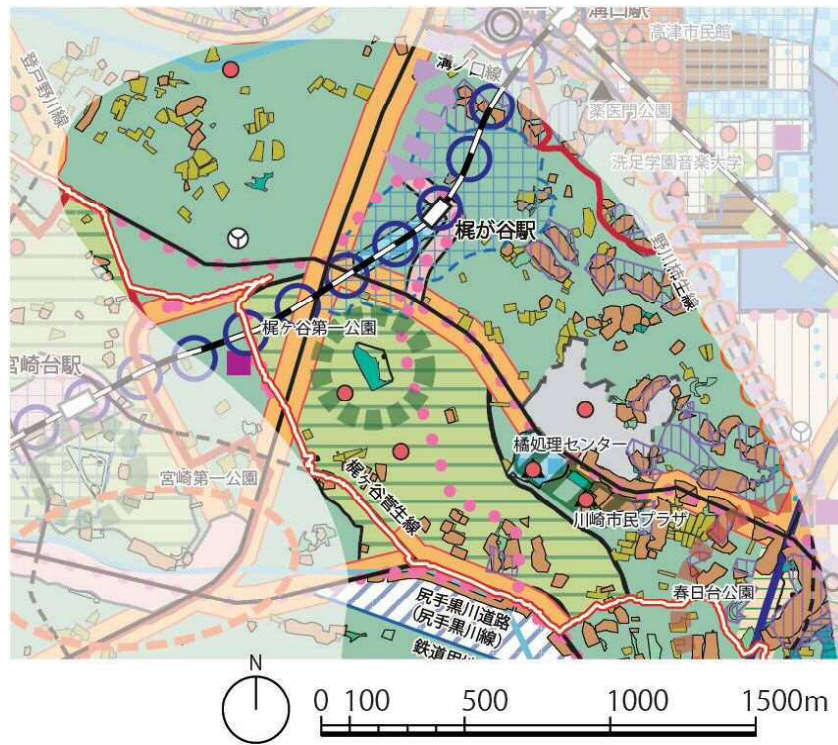 溝口駅
高津市民館
溝ノ口線
登戸野川線
薬医門公園
洗足学園音楽大学
梶が谷駅
野川柿生線
梶ケ谷第一公園
宮崎台駅
橘処理センター
宮崎第一公園
梶ケ谷菅生線
川崎市民プラザ
春日台公園
尻手黒川道路
(尻手黒川線)
N
0 100 500 1000 1500m